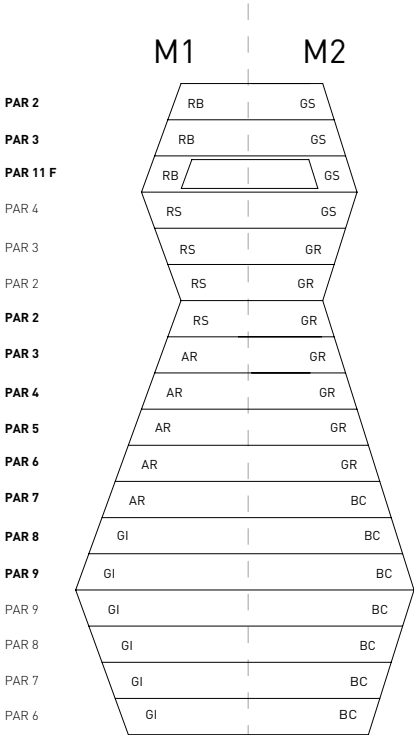 M1 M2
PAR 2 RB GS
PAR 3 RB GS
PAR 11 F RB GS
PAR 4 RS GS
PAR 3 RS GR
PAR 2 RS GR
PAR 2 RS GR
PAR 3 AR GR
PAR 4 AR GR
PAR 5 AR GR
PAR 6 AR GR
PAR 7 AR BC
PAR 8 GI BC
PAR 9 GI BC
PAR 9 GI BC
PAR 8 GI BC
PAR 7 GI BC
PAR 6 GI BC